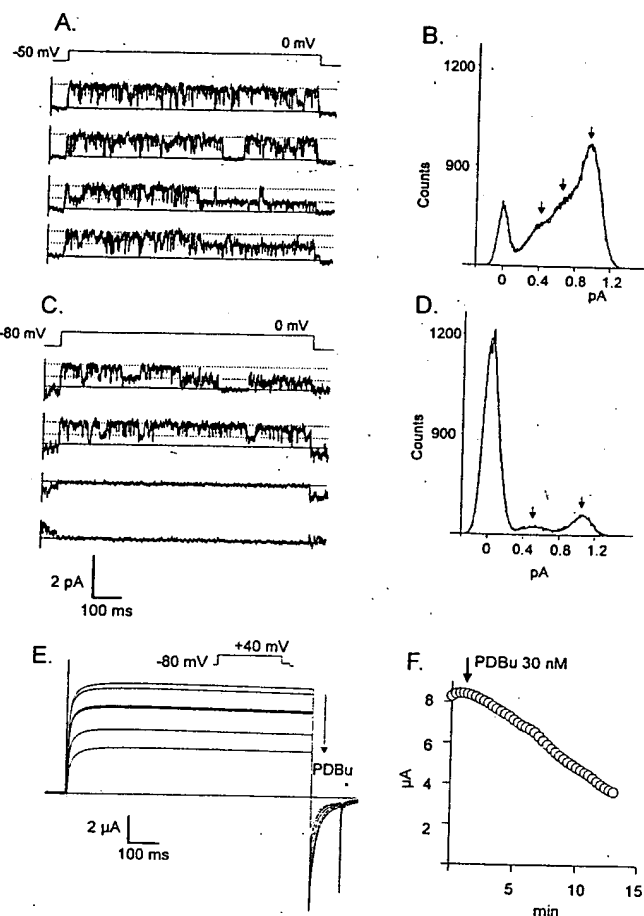 A.
-50 mV
0 mV
B.
1200
900
Counts
0 0.4 0.8 1.2
pA
C.
-80 mV
0 mV
2 pA
100 ms
D.
1200
900
Counts
0 0.4 0.8 1.2
pA
E.
+40 mV
-80 mV
PDBu
2 µA
100 ms
F.
PDBu 30 nM
8
6
4
2
µA
5 10 15
min